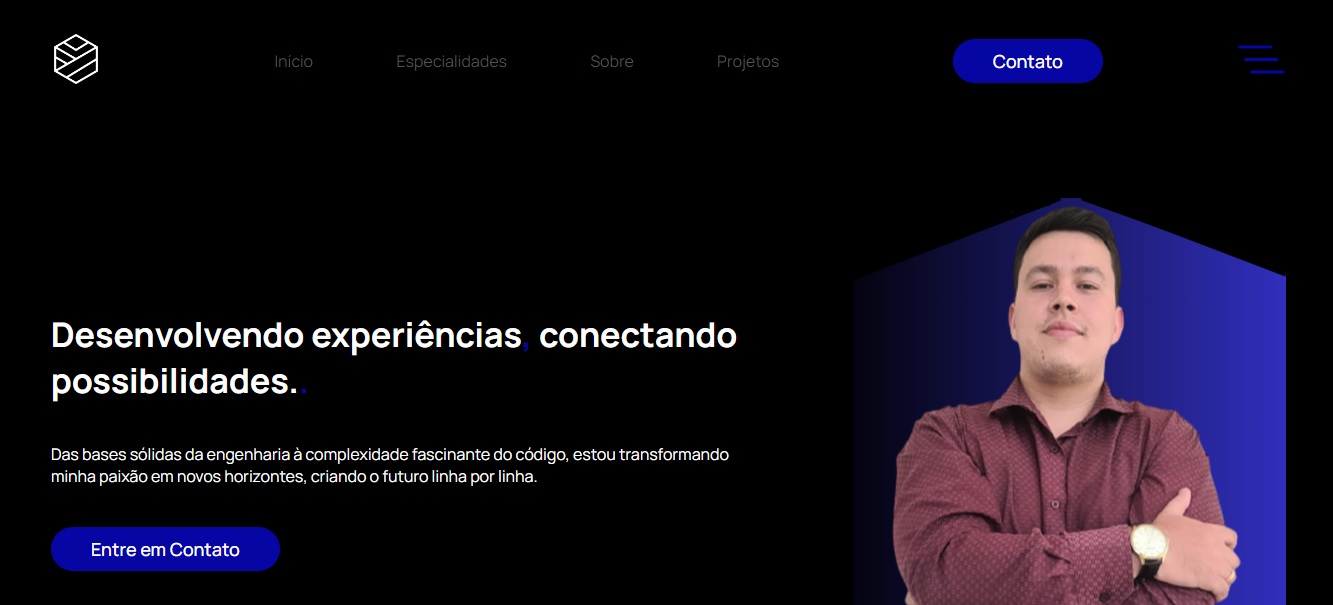 Início Especialidades Sobre Projetos Contato
Desenvolvendo experiências, conectando
possibilidades..
Das bases sólidas da engenharia à complexidade fascinante do código, estou transformando
minha paixão em novos horizontes, criando o futuro linha por linha.
Entre em Contato